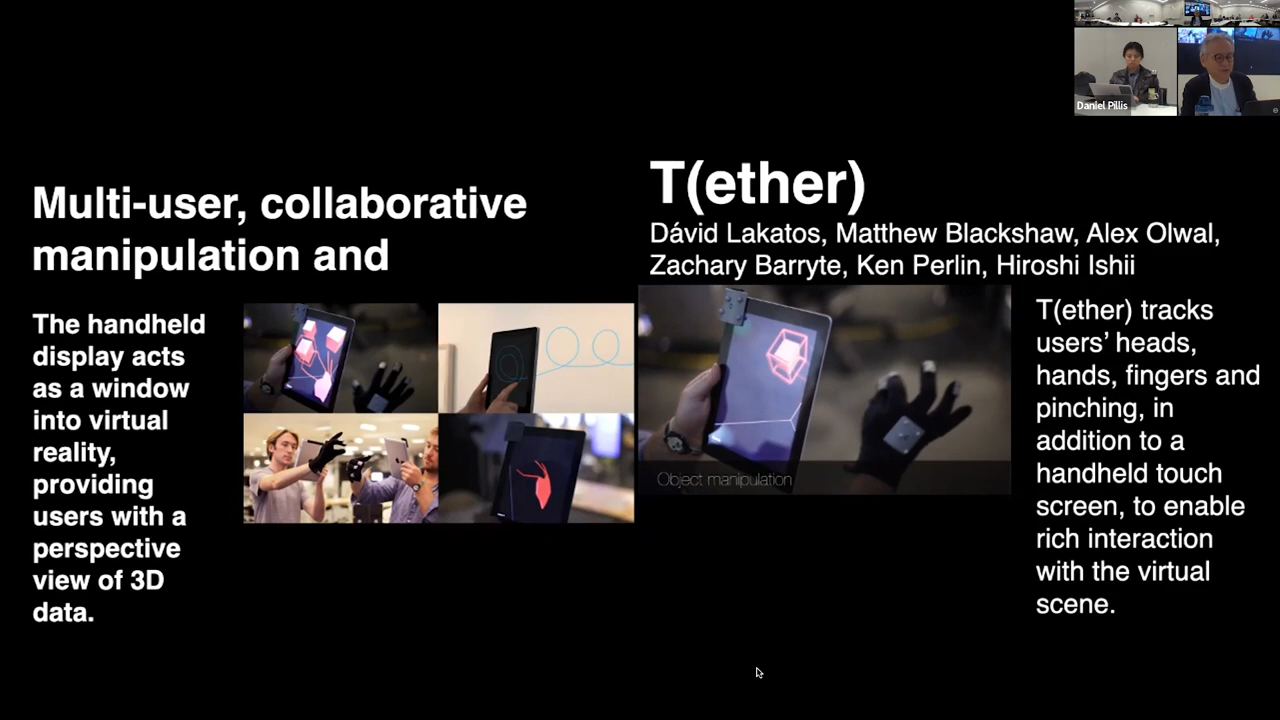 Daniel Pillis
Multi-user, collaborative
manipulation and
The handheld
display acts
as a window
into virtual
reality,
providing
users with a
perspective
view of 3D
data.
T(ether)
Dávid Lakatos, Matthew Blackshaw, Alex Olwal,
Zachary Barryte, Ken Perlin, Hiroshi Ishii
Object manipulation
T(ether) tracks
users’ heads,
hands, fingers and
pinching, in
addition to a
handheld touch
screen, to enable
rich interaction
with the virtual
scene.